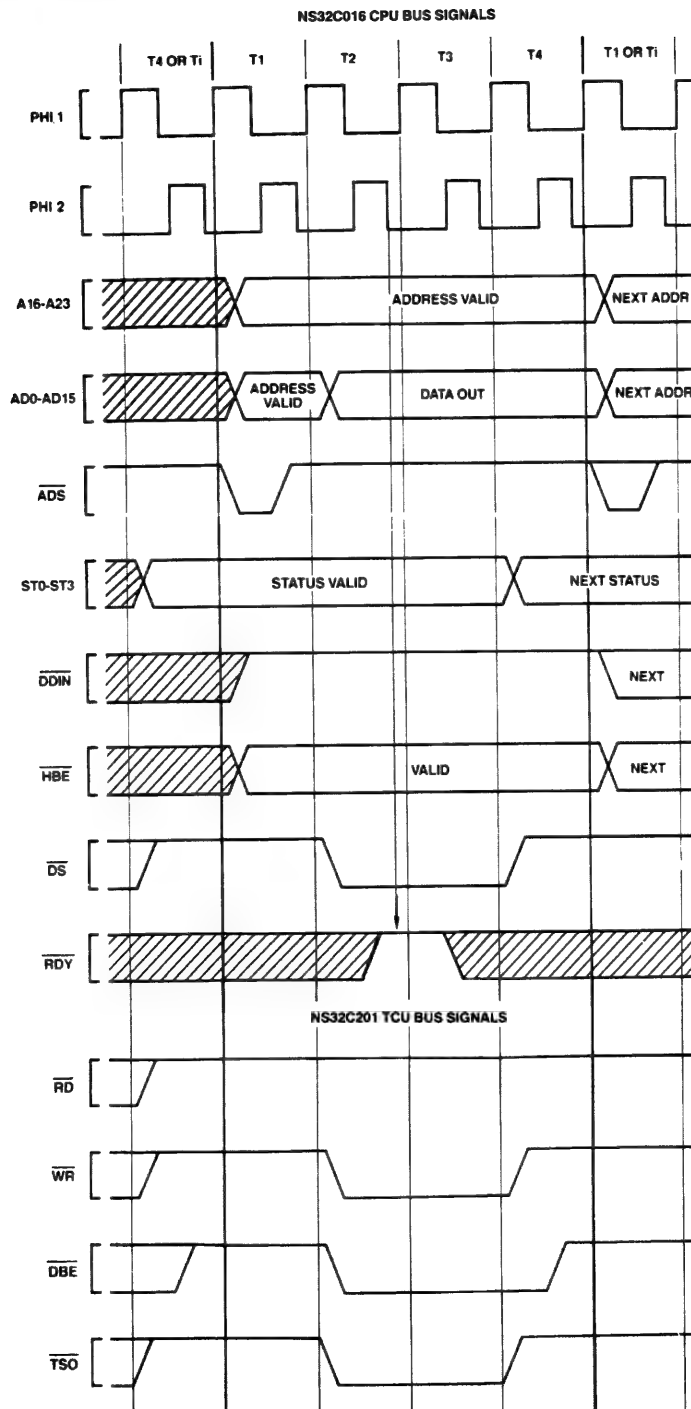 NS32C016 CPU BUS SIGNALS
T4 OR Ti T1 T2 T3 T4 T1 OR Ti
PHI 1
PHI 2
A16-A23 ADDRESS VALID NEXT ADDR
AD0-AD15 ADDRESS VALID DATA OUT NEXT ADDR
ADS
ST0-ST3 STATUS VALID NEXT STATUS
DDIN NEXT
HBE VALID NEXT
DS
RDY
NS32C201 TCU BUS SIGNALS
RD
WR
DBE
TSO